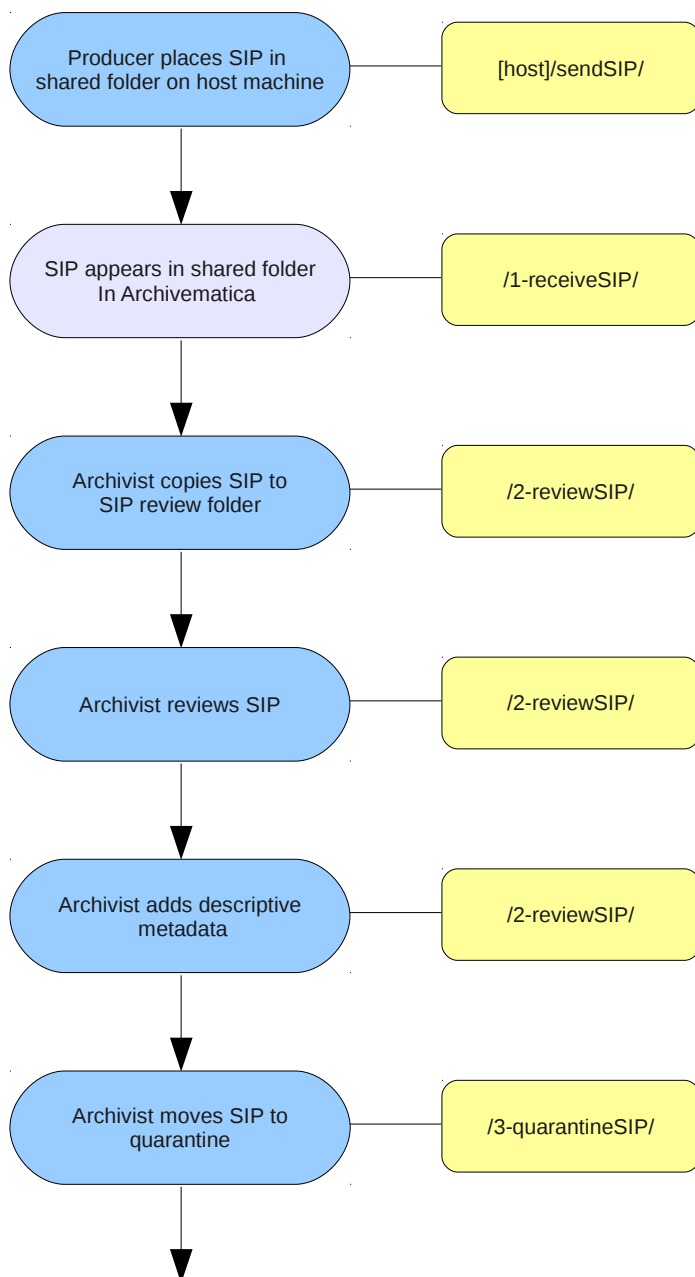 Producer places SIP in
shared folder on host machine
[host]/sendSIP/
SIP appears in shared folder
In Archivematica
/1-receiveSIP/
Archivist copies SIP to
SIP review folder
/2-reviewSIP/
Archivist reviews SIP
/2-reviewSIP/
Archivist adds descriptive
metadata
/2-reviewSIP/
Archivist moves SIP to
quarantine
/3-quarantineSIP/